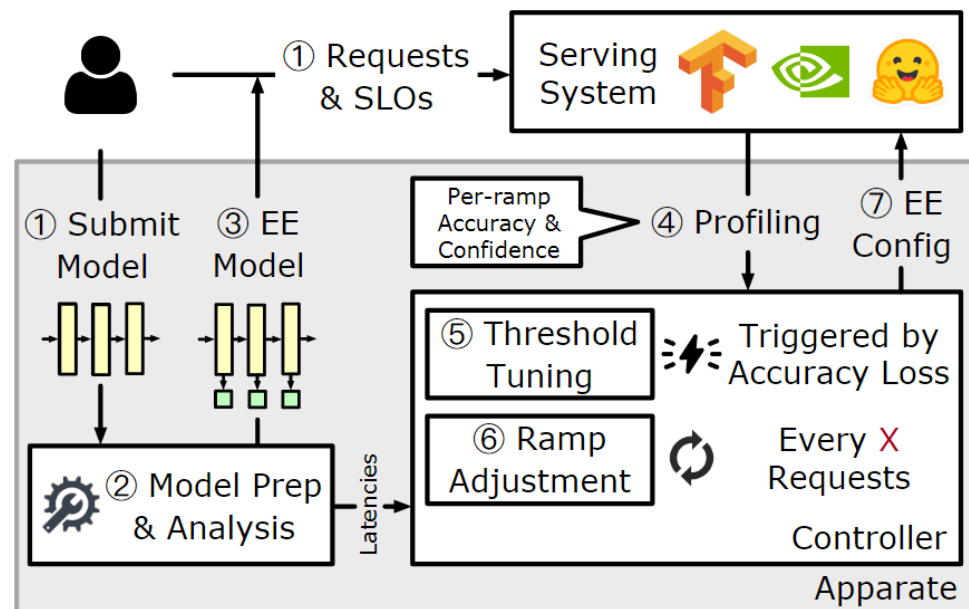 ① Requests
& SLOs
Serving
System
① Submit
Model
③ EE
Model
Per-ramp
Accuracy &
Confidence
④ Profiling
⑦ EE
Config
⑤ Threshold
Tuning
Triggered by
Accuracy Loss
⑥ Ramp
Adjustment
Every X
Requests
② Model Prep
& Analysis
Latencies
Controller
Apparate